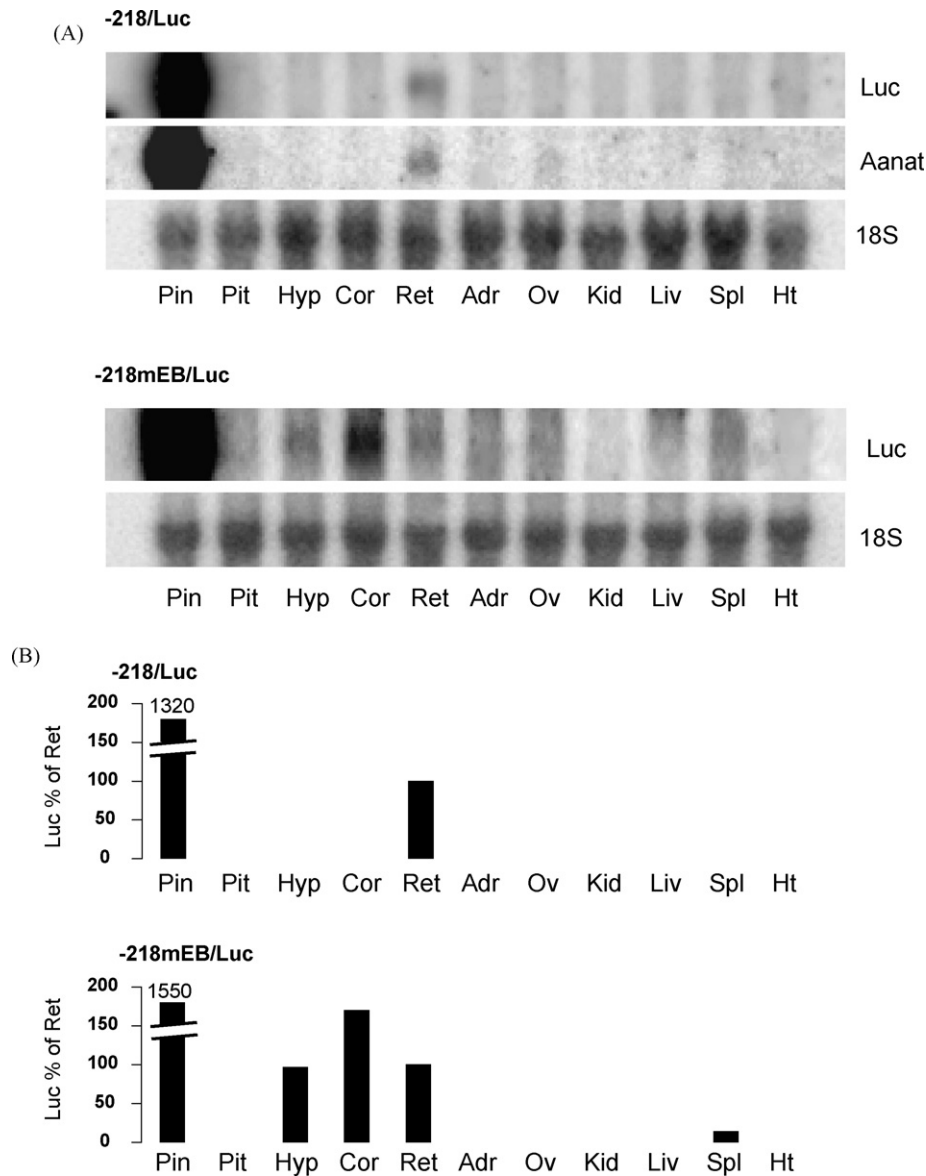 -218/Luc
(A)
Luc
Aanat
18S
Pin Pit Hyp Cor Ret Adr Ov Kid Liv Spl Ht
-218mEB/Luc
Luc
18S
Pin Pit Hyp Cor Ret Adr Ov Kid Liv Spl Ht
(B)
-218/Luc
Luc % of Ret
200
150
100
50
0
1320
Pin Pit Hyp Cor Ret Adr Ov Kid Liv Spl Ht
-218mEB/Luc
Luc % of Ret
200
150
100
50
0
1550
Pin Pit Hyp Cor Ret Adr Ov Kid Liv Spl Ht